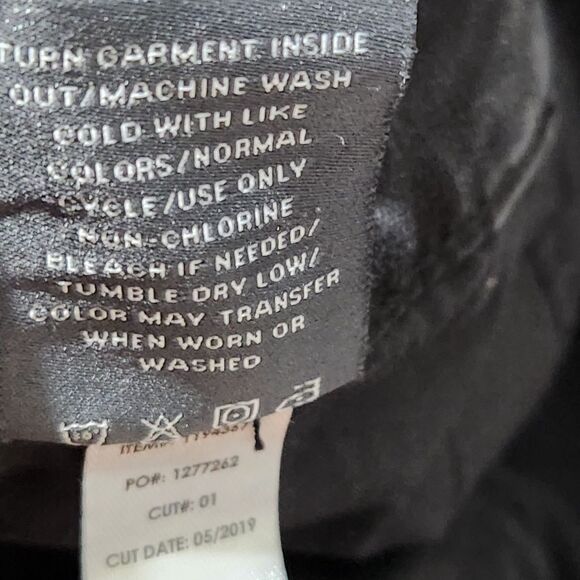 TURN GARMENT INSIDE
OUT/MACHINE WASH
COLD WITH LIKE
COLORS/NORMAL
CYCLE/USE ONLY
NON-CHLORINE
BLEACH IF NEEDED/
TUMBLE DRY LOW/
COLOR MAY TRANSFER
WHEN WORN OR
WASHED
ITEM#:
PO#: 1277262
CUT#: 01
CUT DATE: 05/2019